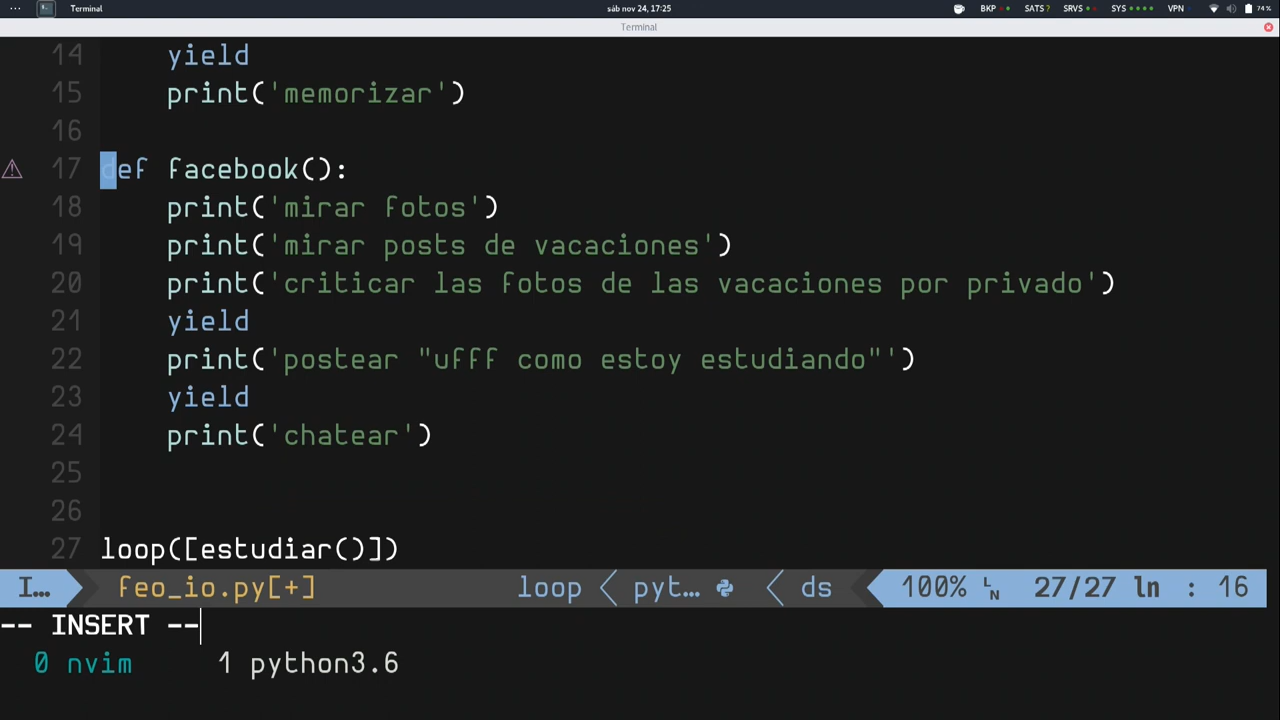 Terminal sáb nov 24, 17:25 BKP SATS ? SRVS SYS VPN 74 %
Terminal
14 yield
15 print('memorizar')
16
17 def facebook():
18 print('mirar fotos')
19 print('mirar posts de vacaciones')
20 print('criticar las fotos de las vacaciones por privado')
21 yield
22 print('postear "ufff como estoy estudiando"')
23 yield
24 print('chatear')
25
26
27 loop([estudiar()])
I… feo_io.py[+] loop pyt… ds 100% LN 27/27 ln : 16
-- INSERT --
0 nvim 1 python3.6